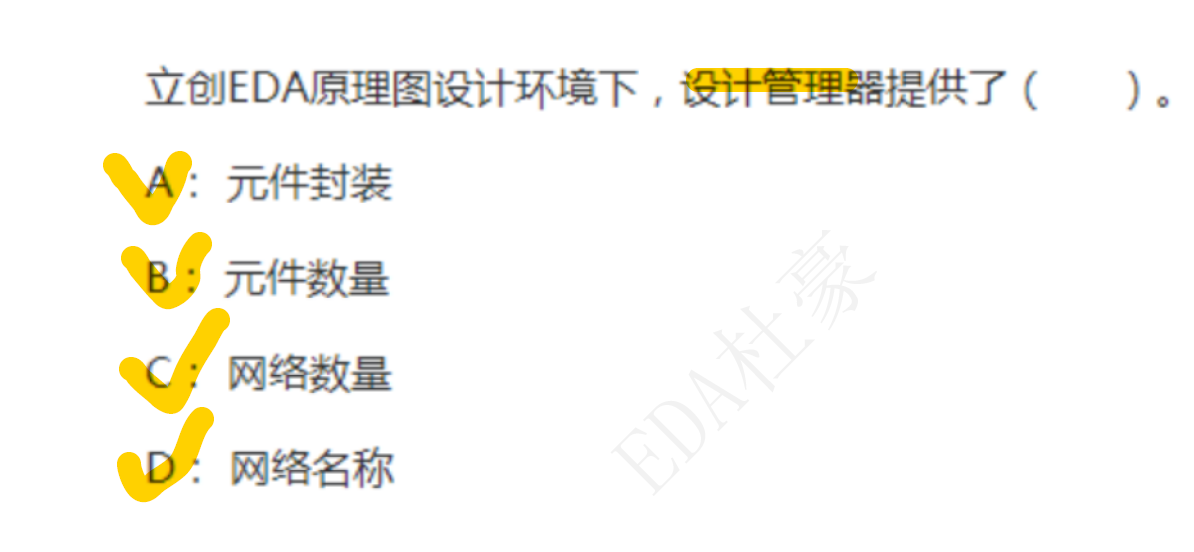 立创EDA原理图设计环境下，设计管理器提供了（　　）。
A： 元件封装
B： 元件数量
C： 网络数量
D： 网络名称
EDA杜豪